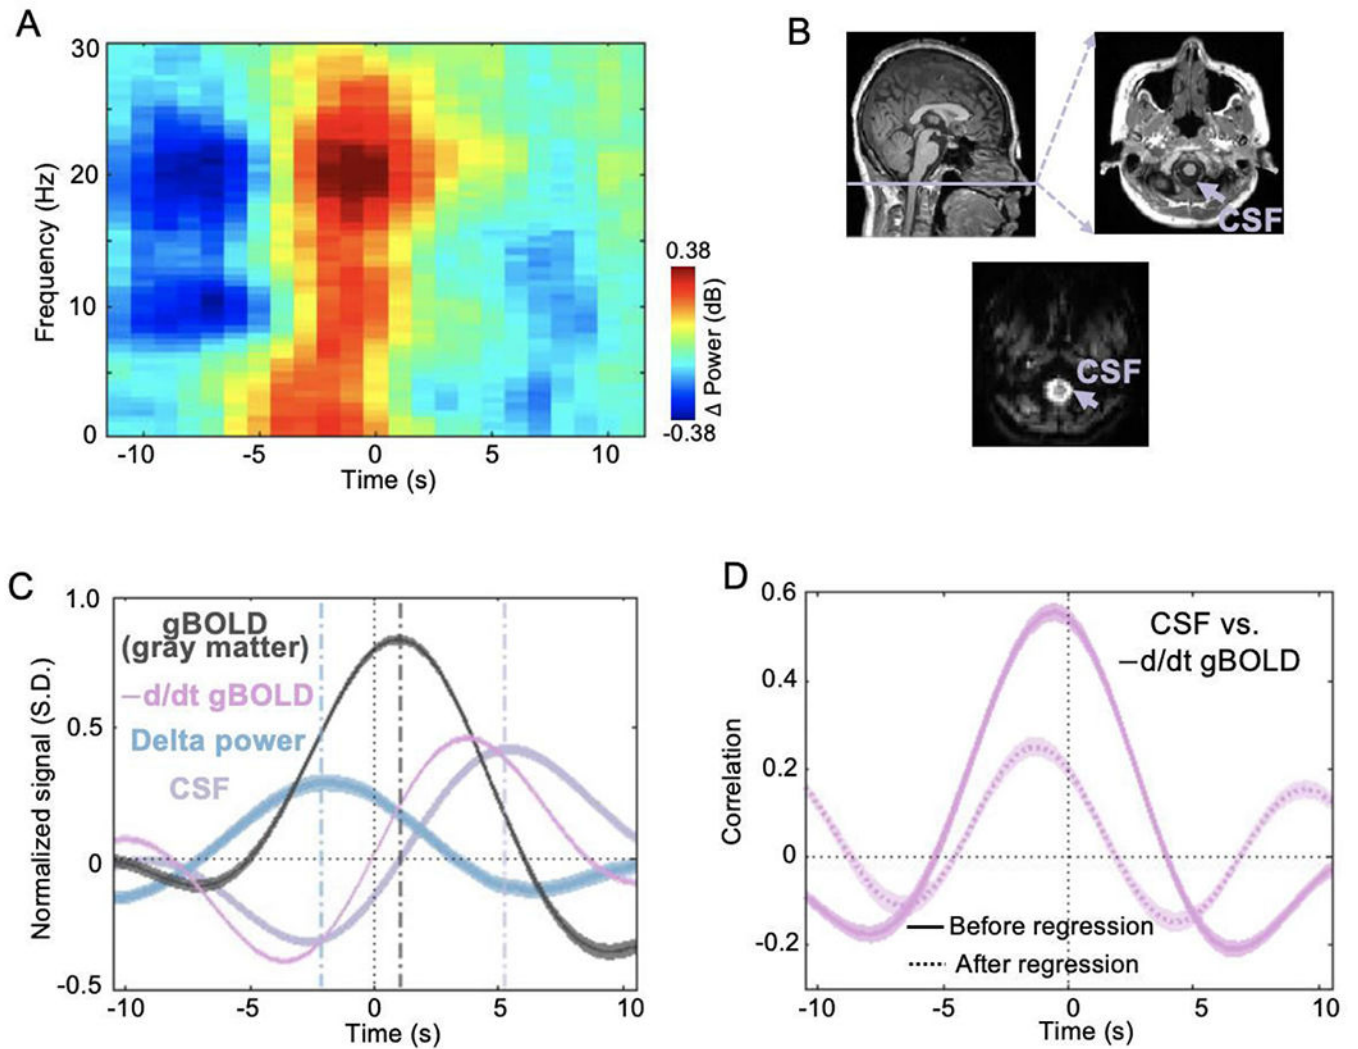 A
30
20
10
0
Frequency (Hz)
-10
-5
0
5
10
Time (s)
0.38
-0.38
Δ Power (dB)
B
CSF
CSF
C
1.0
0.5
0
-0.5
Normalized signal (S.D.)
gBOLD
(gray matter)
−d/dt gBOLD
Delta power
CSF
-10
-5
0
5
10
Time (s)
D
0.6
0.4
0.2
0
-0.2
Correlation
CSF vs.
−d/dt gBOLD
Before regression
After regression
-10
-5
0
5
10
Time (s)